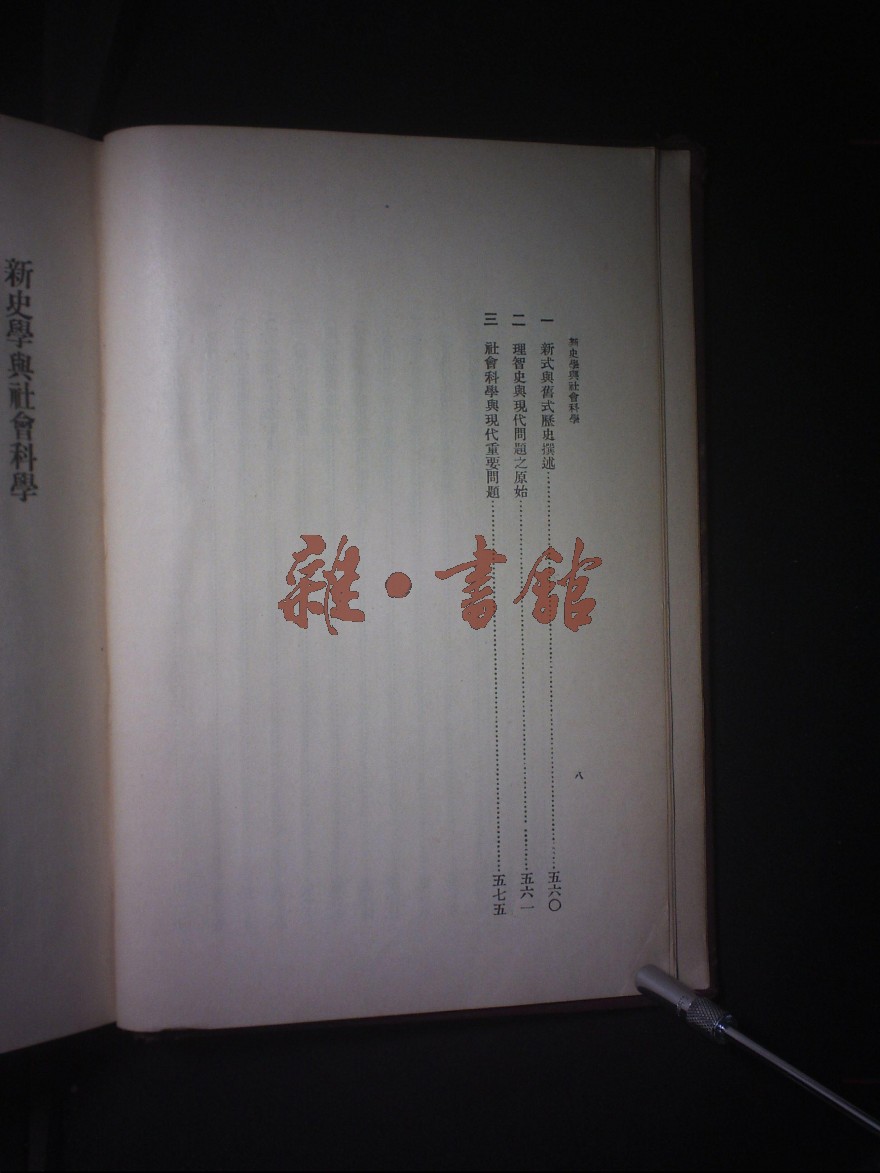 新史學與社會科學
八
一 新式與舊式歷史撰述……五六〇
二 理智史與現代問題之原始……五六一
三 社會科學與現代重要問題……五七五
新史學與社會科學
雜・書館